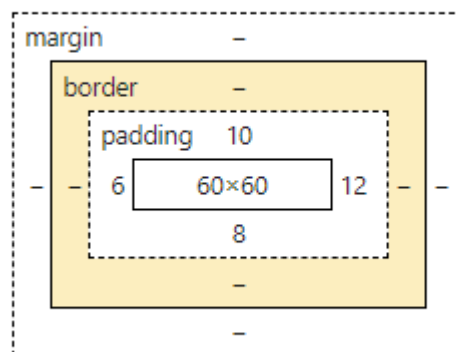 margin –
border –
padding 10
– – 6 60×60 12 – –
8
–
–